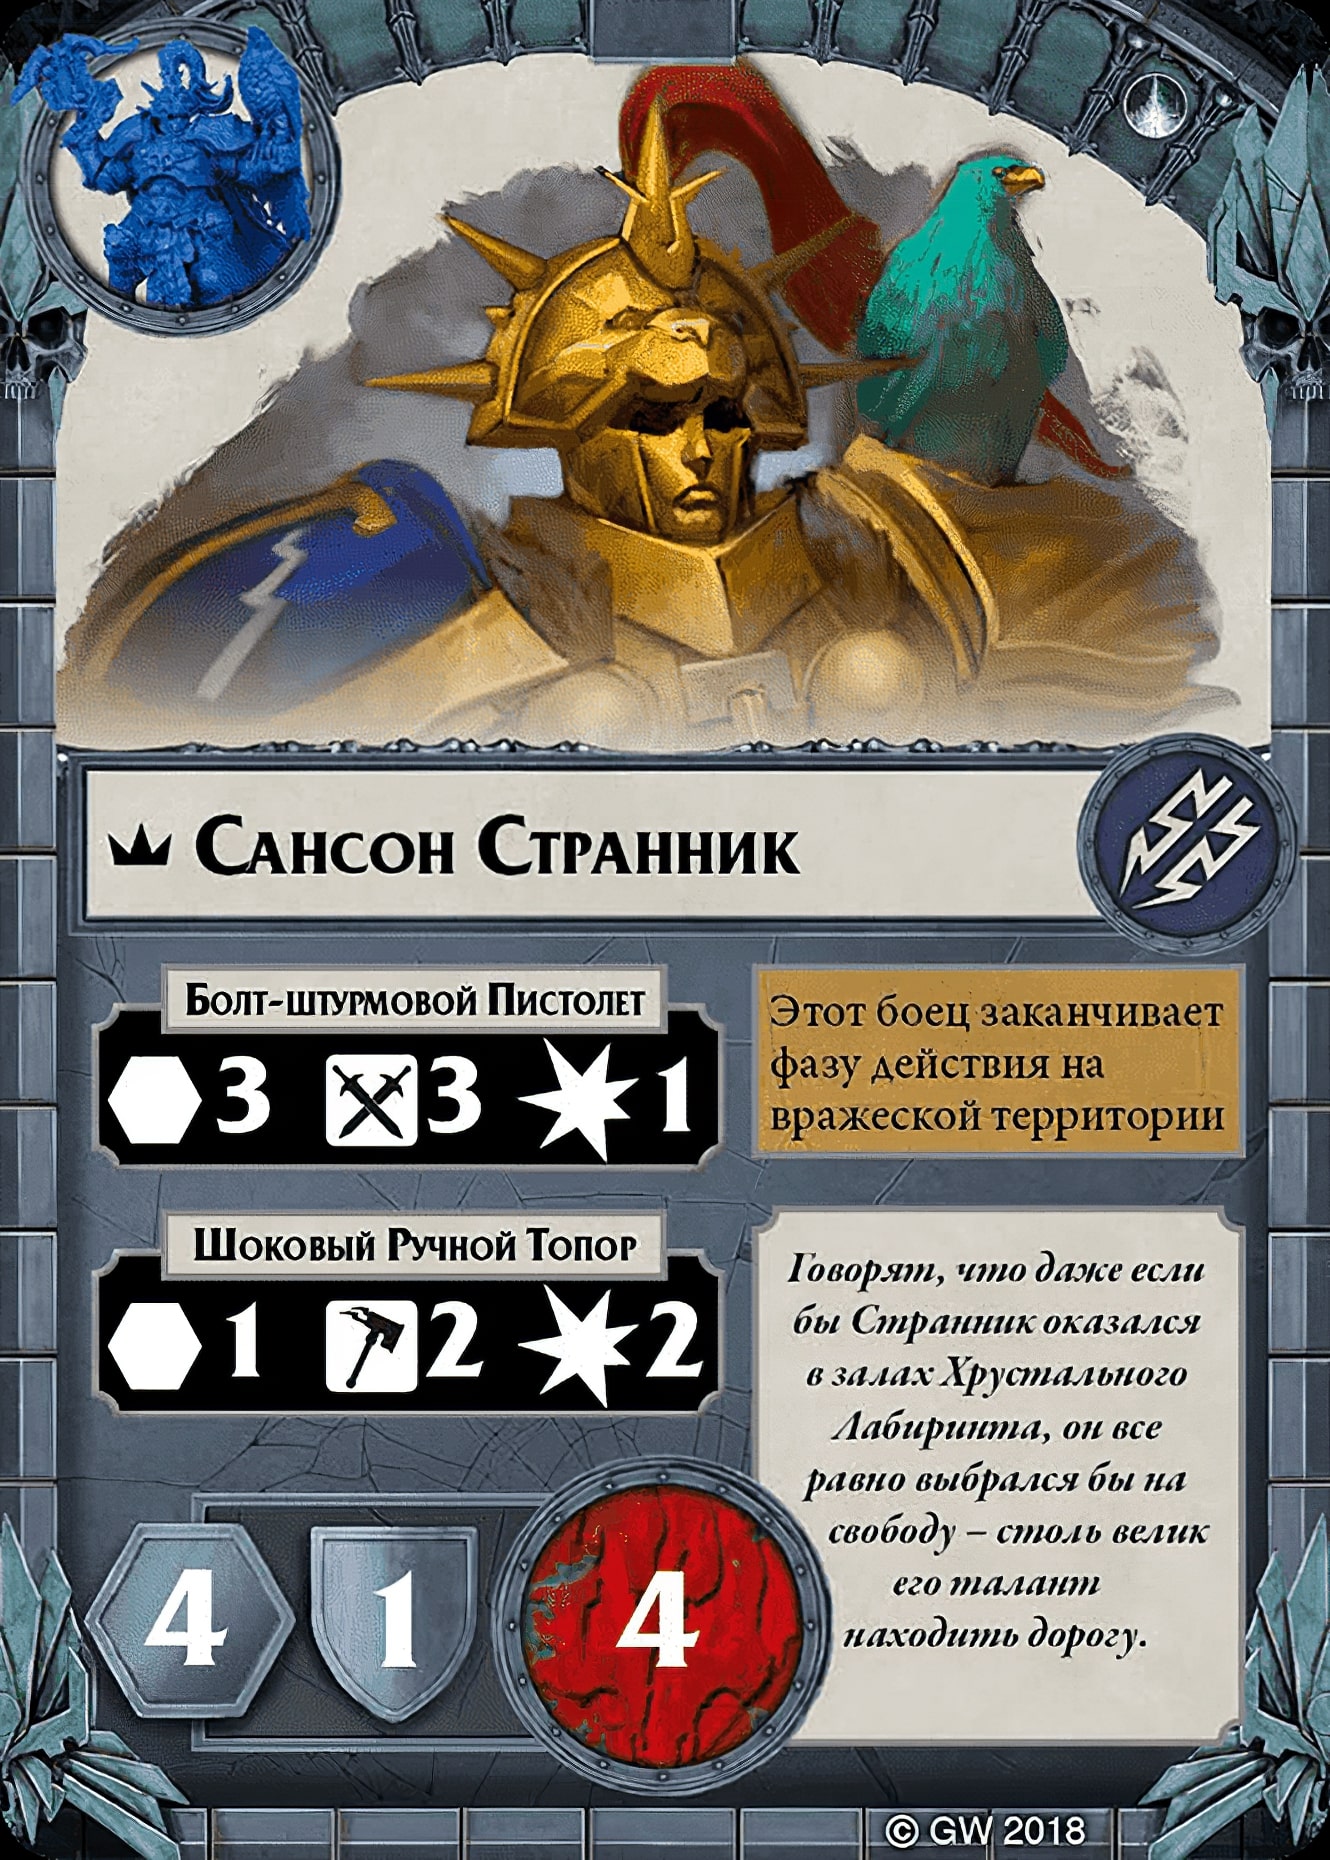 Сансон Странник
Болт-штурмовой Пистолет
3 3 1
Этот боец заканчивает
фазу действия на
вражеской территории
Шоковый Ручной Топор
1 2 2
Говорят, что даже если
бы Странник оказался
в залах Хрустального
Лабиринта, он все
равно выбрался бы на
свободу – столь велик
его талант
находить дорогу.
4 1 4
© GW 2018